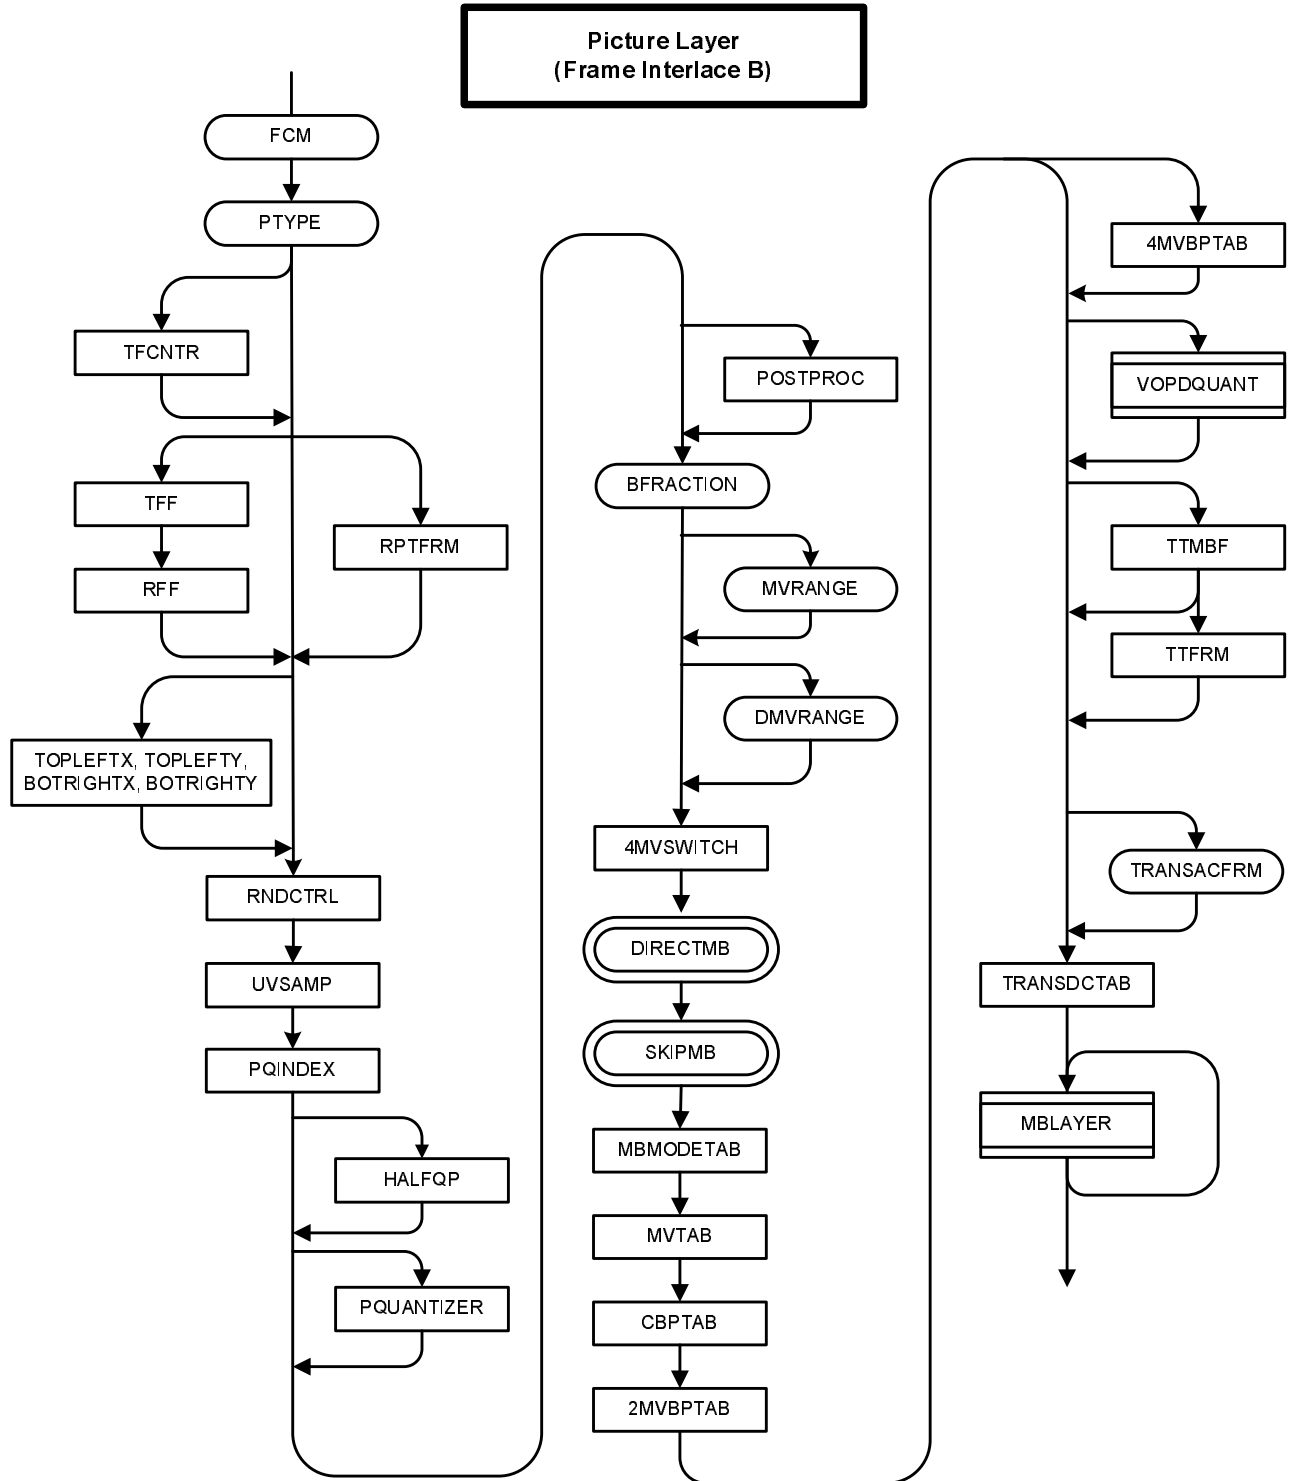 Picture Layer
(Frame Interlace B)
FCM
PTYPE
TFCNTR
TFF
RFF
RPTFRM
TOPLEFTX, TOPLEFTY,
BOTRIGHTX, BOTRIGHTY
RNDCTRL
UVSAMP
PQINDEX
HALFQP
PQUANTIZER
POSTPROC
BFRACTION
MVRANGE
DMVRANGE
4MVSWITCH
DIRECTMB
SKIPMB
MBMODETAB
MVTAB
CBPTAB
2MVBPTAB
4MVBPTAB
VOPDQUANT
TTMBF
TTFRM
TRANSACFRM
TRANSDCTAB
MBLAYER